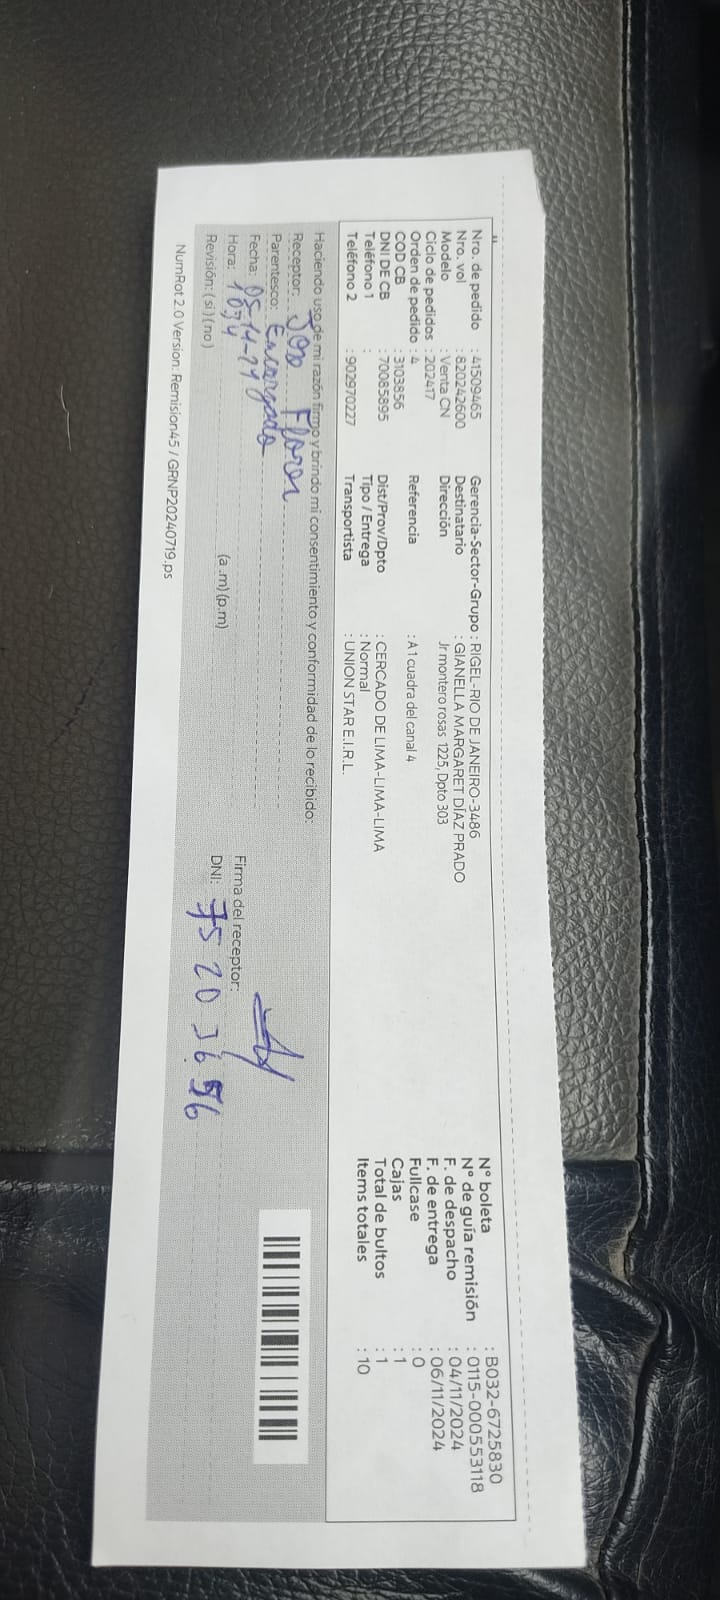 Nro. de pedido : 41509465
Nro. vol : 820242600
Modelo : Venta CN
Ciclo de pedidos : 202417
Orden de pedido : 4
COD CB : 3103856
DNI DE CB : 70085895
Teléfono 1 :
Teléfono 2 : 902970227
Gerencia-Sector-Grupo : RIGEL-RIO DE JANEIRO-3486
Destinatario : GIANELLA MARGARET DÍAZ PRADO
Dirección Jr montero rosas 1225, Dpto 303
Referencia : A 1 cuadra del canal 4
Dist/Prov/Dpto : CERCADO DE LIMA-LIMA-LIMA
Tipo / Entrega : Normal
Transportista : UNION STAR E.I.R.L.
N° boleta : B032-6725830
N° de guía remisión : 0115-000553118
F. de despacho : 04/11/2024
F. de entrega : 06/11/2024
Fullcase : 0
Cajas : 1
Total de bultos : 1
Items totales : 10
Haciendo uso de mi razón firmo y brindo mi consentimiento y conformidad de lo recibido:
Receptor:
Parentesco: Encargado
Fecha:
Hora: (a .m) (p.m)
Revisión: ( si ) ( no )
Firma del receptor:
DNI:
NumRot 2.0 Version: Remision45 / GRNP20240719.ps